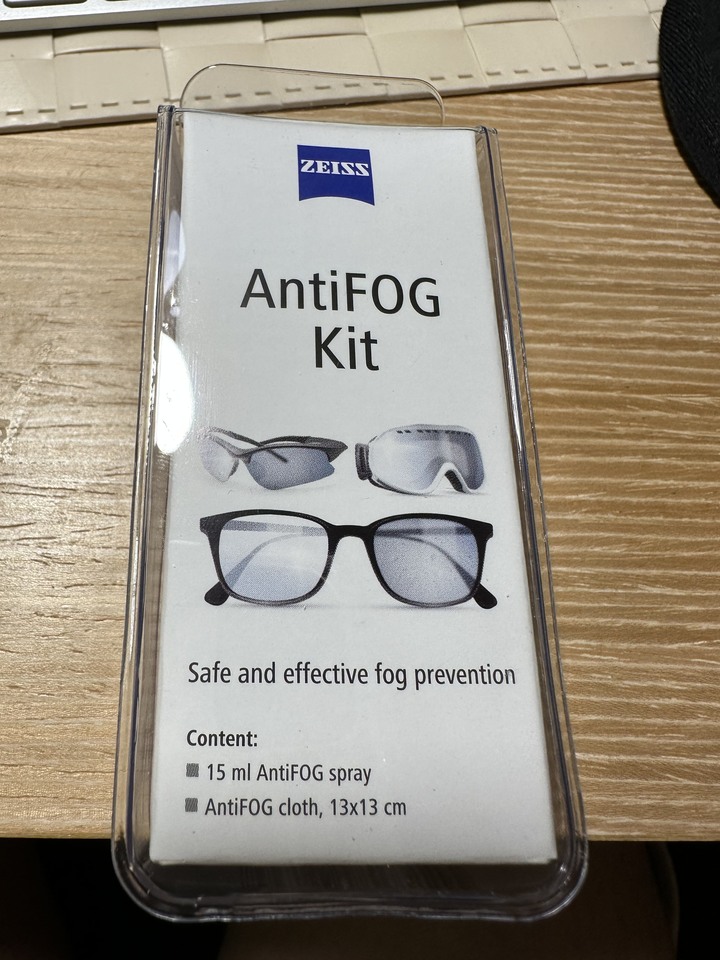 ZEISS
AntiFOG
Kit
Safe and effective fog prevention
Content:
15 ml AntiFOG spray
AntiFOG cloth, 13x13 cm